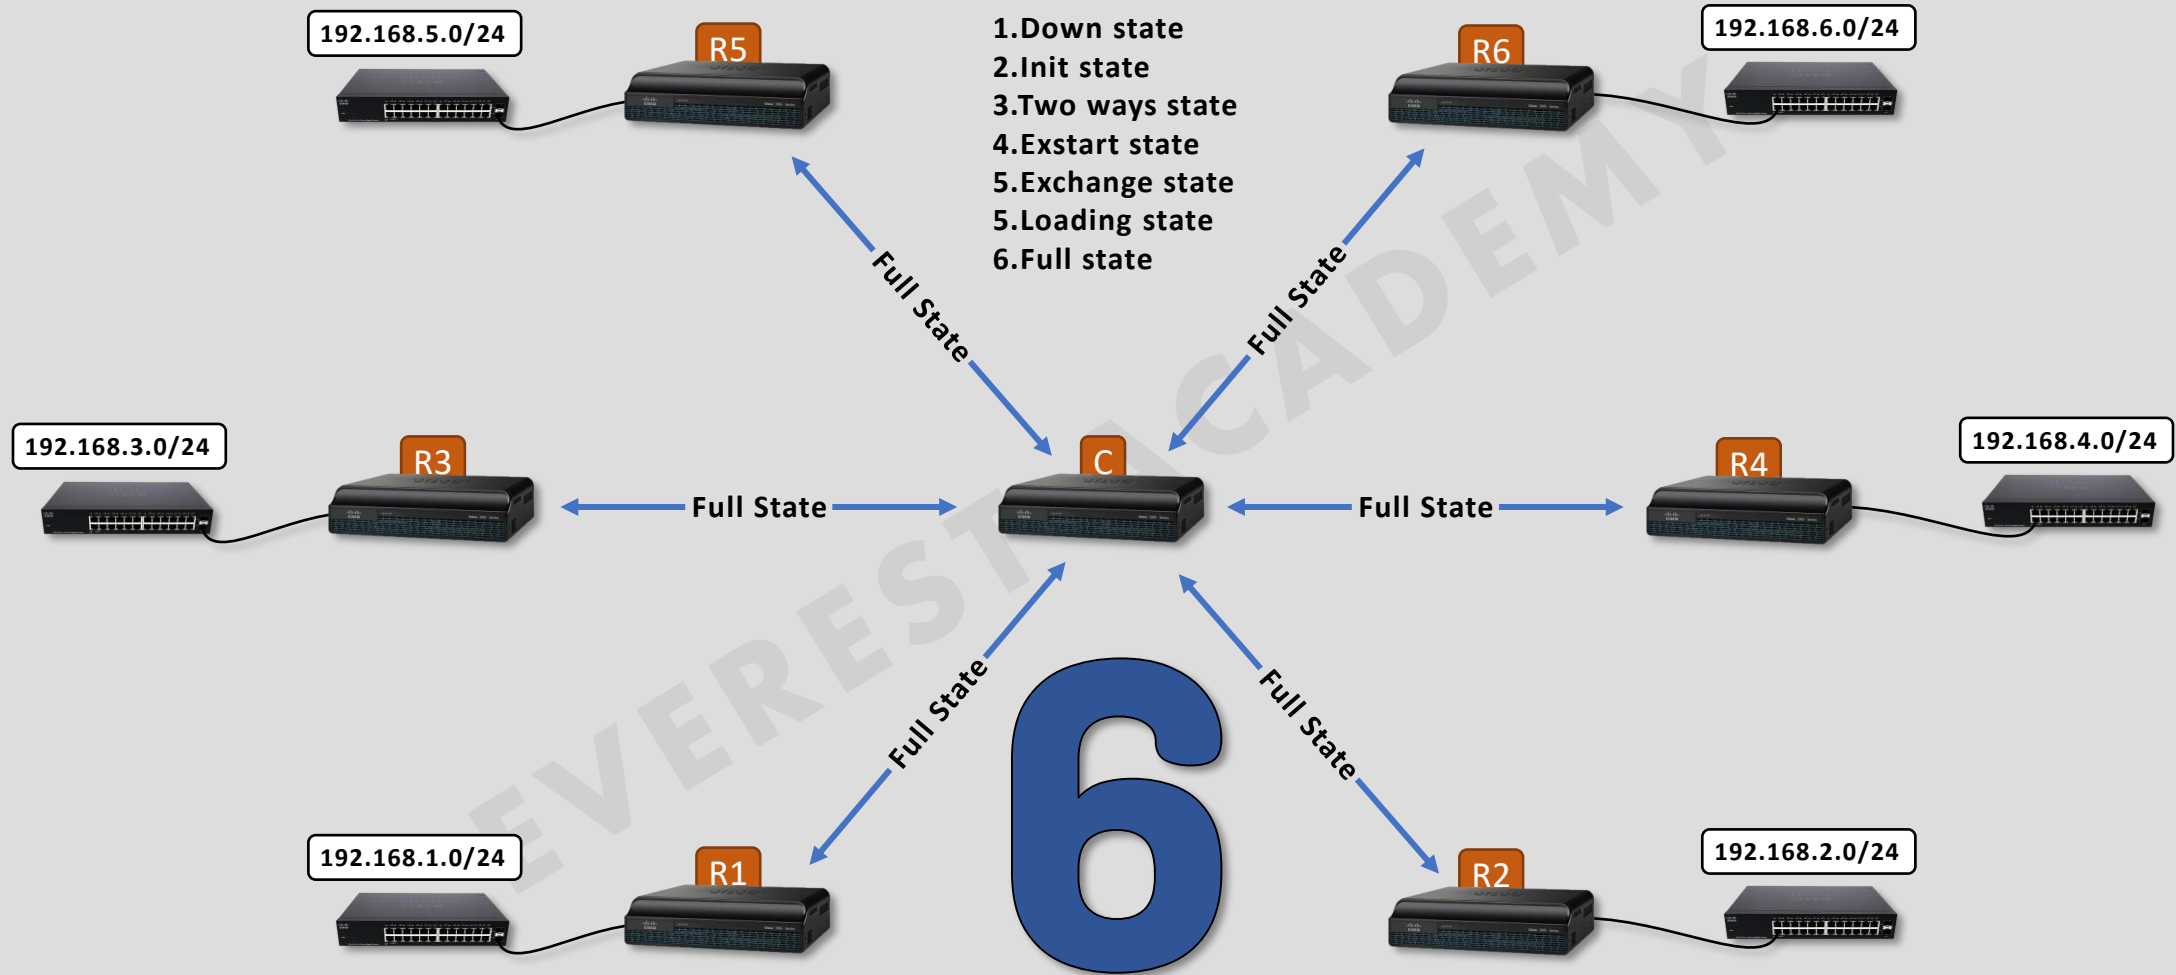 192.168.5.0/24
R5
1.Down state
2.Init state
3.Two ways state
4.Exstart state
5.Exchange state
5.Loading state
6.Full state
R6
192.168.6.0/24
Full State
Full State
192.168.3.0/24
R3
Full State
C
Full State
R4
192.168.4.0/24
EVEREST ACADEMY
Full State
Full State
6
192.168.1.0/24
R1
R2
192.168.2.0/24